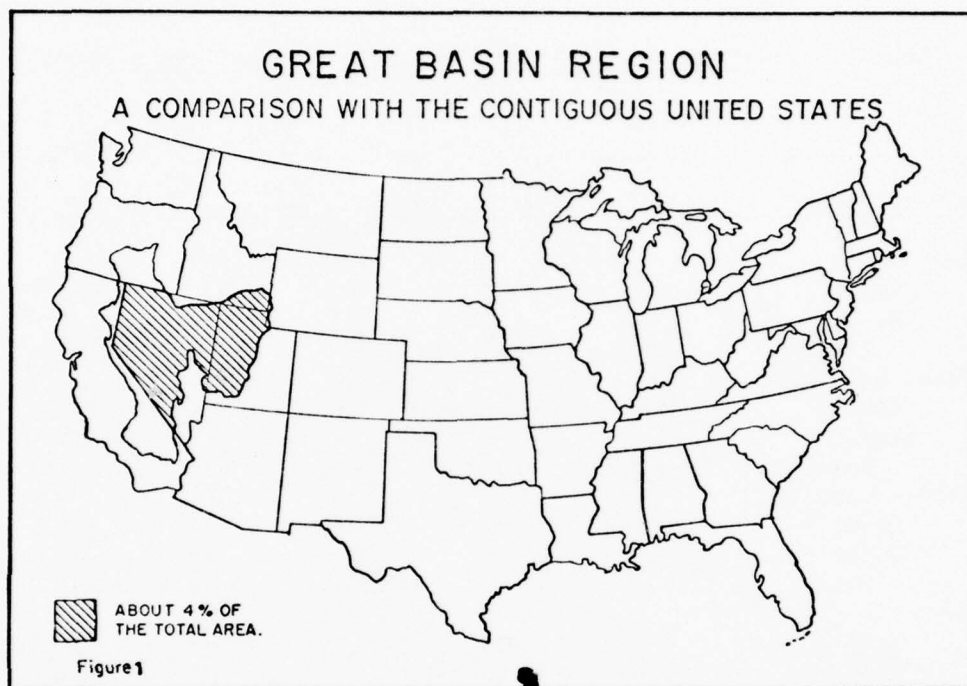 GREAT BASIN REGION
A COMPARISON WITH THE CONTIGUOUS UNITED STATES
ABOUT 4% OF
THE TOTAL AREA.
Figure 1